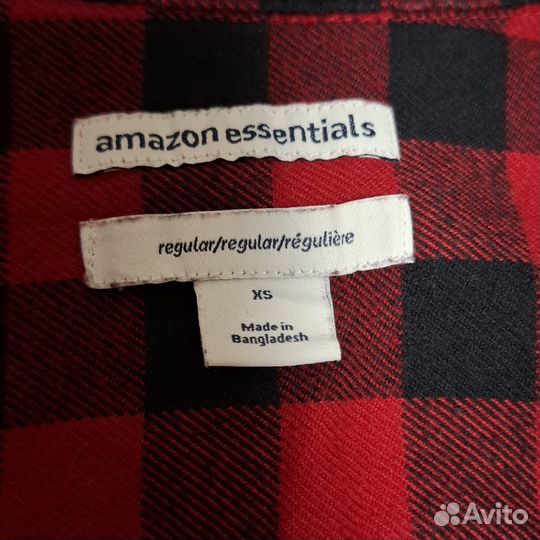 amazon essentials
regular/regular/régulière
XS
Made in
Bangladesh
Avito